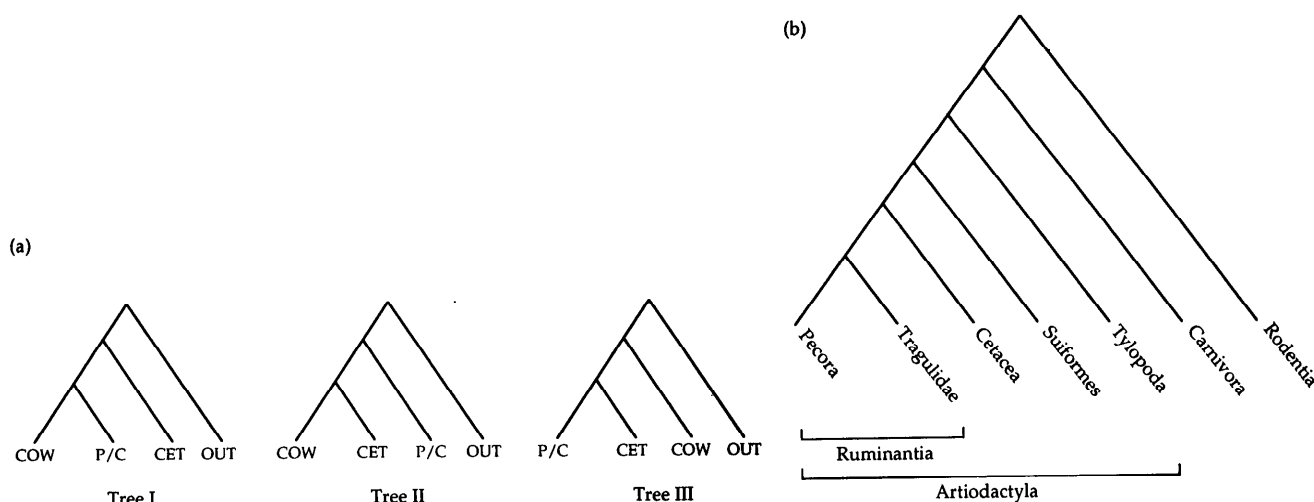 (a)
COW P/C CET OUT
Tree I
COW CET P/C OUT
Tree II
P/C CET COW OUT
Tree III
(b)
Pecora
Tragulidae
Cetacea
Suiformes
Tylopoda
Carnivora
Rodentia
Ruminantia
Artiodactyla